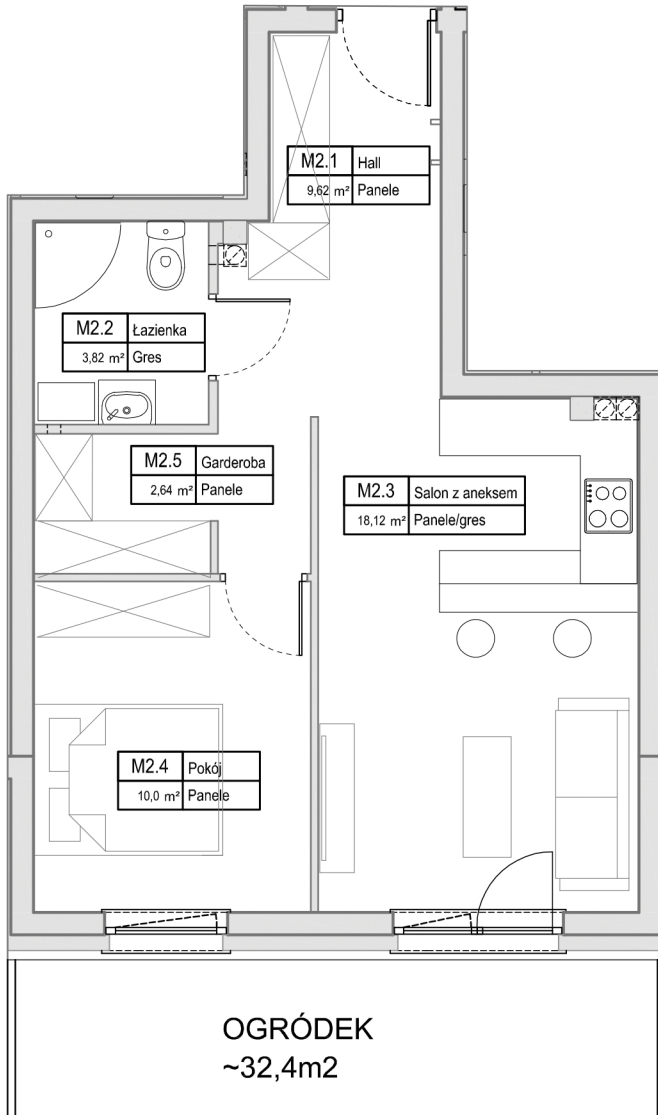 M2.1 Hall
9,62 m² Panele
M2.2 Łazienka
3,82 m² Gres
M2.5 Garderoba
2,64 m² Panele
M2.3 Salon z aneksem
18,12 m² Panele/gres
M2.4 Pokój
10,0 m² Panele
OGRÓDEK
~32,4m2